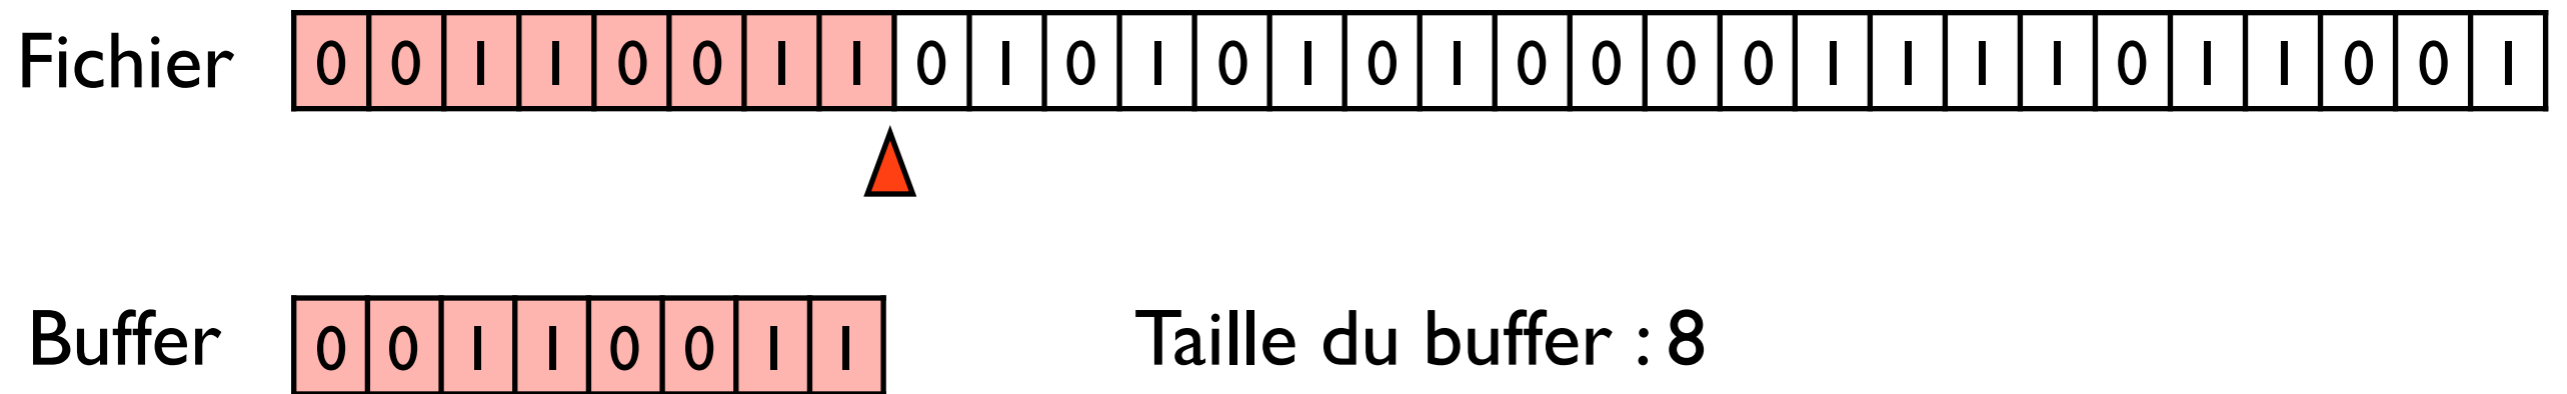 Fichier 0 0 1 1 0 0 1 1 0 1 0 1 0 1 0 1 0 0 0 0 1 1 1 1 0 1 1 0 0 1
Buffer 0 0 1 1 0 0 1 1 Taille du buffer : 8